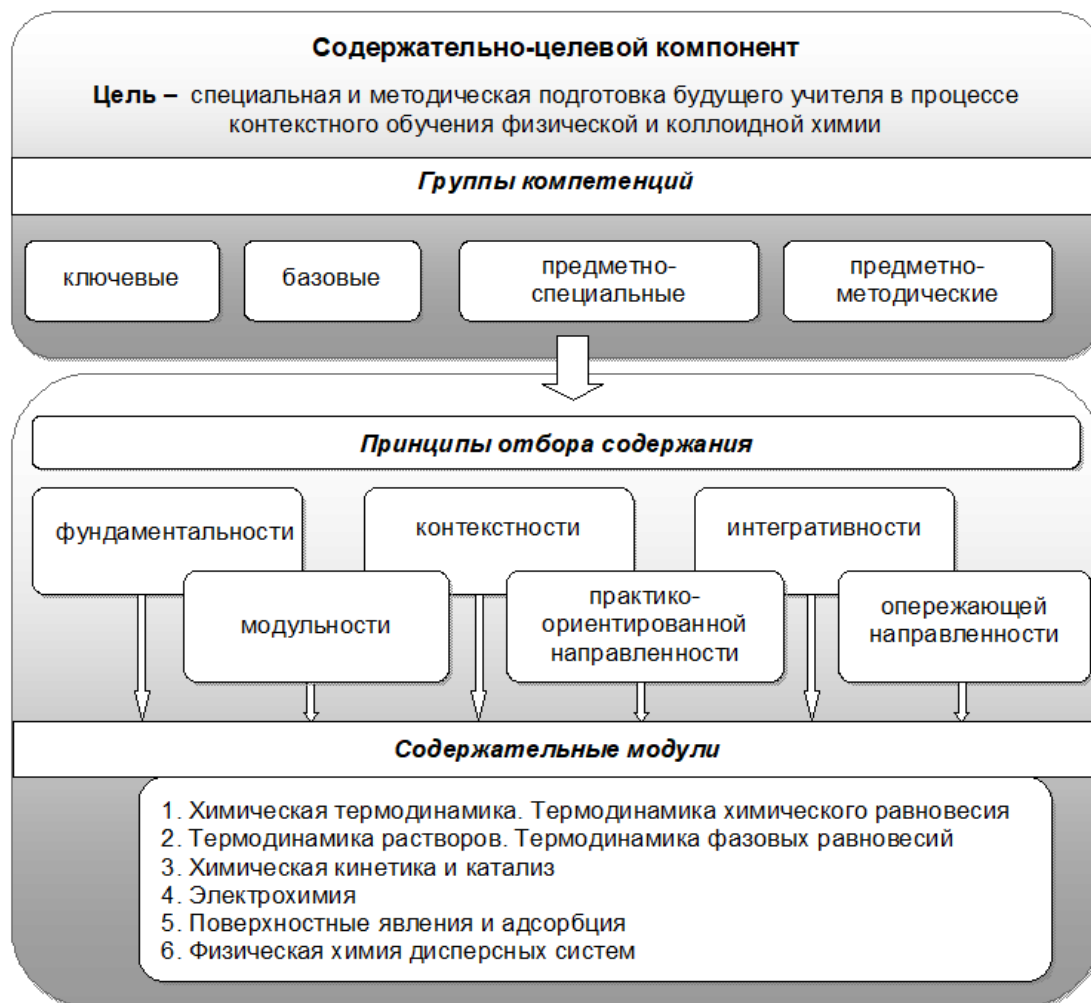 Содержательно-целевой компонент
Цель – специальная и методическая подготовка будущего учителя в процессе
контекстного обучения физической и коллоидной химии
Группы компетенций
ключевые
базовые
предметно-
специальные
предметно-
методические
Принципы отбора содержания
фундаментальности
контекстности
интегративности
модульности
практико-
ориентированной
направленности
опережающей
направленности
Содержательные модули
1. Химическая термодинамика. Термодинамика химического равновесия
2. Термодинамика растворов. Термодинамика фазовых равновесий
3. Химическая кинетика и катализ
4. Электрохимия
5. Поверхностные явления и адсорбция
6. Физическая химия дисперсных систем